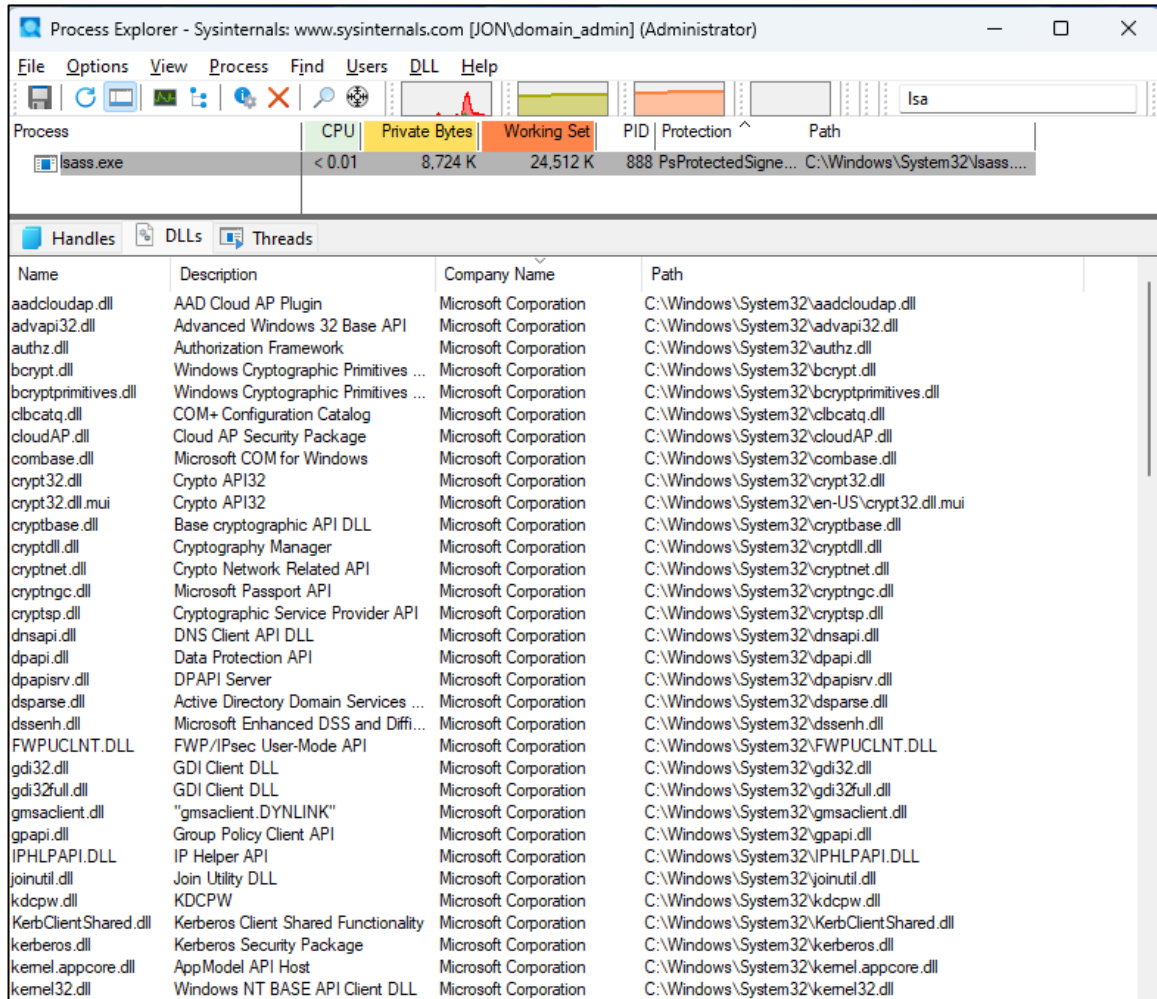 Process Explorer - Sysinternals: www.sysinternals.com [JON\domain_admin] (Administrator)
File Options View Process Find Users DLL Help
lsa
Process CPU Private Bytes Working Set PID Protection Path
lsass.exe < 0.01 8,724 K 24,512 K 888 PsProtectedSigne... C:\Windows\System32\lsass....
Handles DLLs Threads
Name Description Company Name Path
aadcloudap.dll AAD Cloud AP Plugin Microsoft Corporation C:\Windows\System32\aadcloudap.dll
advapi32.dll Advanced Windows 32 Base API Microsoft Corporation C:\Windows\System32\advapi32.dll
authz.dll Authorization Framework Microsoft Corporation C:\Windows\System32\authz.dll
bcrypt.dll Windows Cryptographic Primitives ... Microsoft Corporation C:\Windows\System32\bcrypt.dll
bcryptprimitives.dll Windows Cryptographic Primitives ... Microsoft Corporation C:\Windows\System32\bcryptprimitives.dll
clbcatq.dll COM+ Configuration Catalog Microsoft Corporation C:\Windows\System32\clbcatq.dll
cloudAP.dll Cloud AP Security Package Microsoft Corporation C:\Windows\System32\cloudAP.dll
combase.dll Microsoft COM for Windows Microsoft Corporation C:\Windows\System32\combase.dll
crypt32.dll Crypto API32 Microsoft Corporation C:\Windows\System32\crypt32.dll
crypt32.dll.mui Crypto API32 Microsoft Corporation C:\Windows\System32\en-US\crypt32.dll.mui
cryptbase.dll Base cryptographic API DLL Microsoft Corporation C:\Windows\System32\cryptbase.dll
cryptdll.dll Cryptography Manager Microsoft Corporation C:\Windows\System32\cryptdll.dll
cryptnet.dll Crypto Network Related API Microsoft Corporation C:\Windows\System32\cryptnet.dll
cryptngc.dll Microsoft Passport API Microsoft Corporation C:\Windows\System32\cryptngc.dll
cryptsp.dll Cryptographic Service Provider API Microsoft Corporation C:\Windows\System32\cryptsp.dll
dnsapi.dll DNS Client API DLL Microsoft Corporation C:\Windows\System32\dnsapi.dll
dpapi.dll Data Protection API Microsoft Corporation C:\Windows\System32\dpapi.dll
dpapisrv.dll DPAPI Server Microsoft Corporation C:\Windows\System32\dpapisrv.dll
dsparse.dll Active Directory Domain Services ... Microsoft Corporation C:\Windows\System32\dsparse.dll
dssenh.dll Microsoft Enhanced DSS and Diffi... Microsoft Corporation C:\Windows\System32\dssenh.dll
FWPUCLNT.DLL FWP/IPsec User-Mode API Microsoft Corporation C:\Windows\System32\FWPUCLNT.DLL
gdi32.dll GDI Client DLL Microsoft Corporation C:\Windows\System32\gdi32.dll
gdi32full.dll GDI Client DLL Microsoft Corporation C:\Windows\System32\gdi32full.dll
gmsaclient.dll "gmsaclient.DYNLINK" Microsoft Corporation C:\Windows\System32\gmsaclient.dll
gpapi.dll Group Policy Client API Microsoft Corporation C:\Windows\System32\gpapi.dll
IPHLPAPI.DLL IP Helper API Microsoft Corporation C:\Windows\System32\IPHLPAPI.DLL
joinutil.dll Join Utility DLL Microsoft Corporation C:\Windows\System32\joinutil.dll
kdcpw.dll KDCPW Microsoft Corporation C:\Windows\System32\kdcpw.dll
KerbClientShared.dll Kerberos Client Shared Functionality Microsoft Corporation C:\Windows\System32\KerbClientShared.dll
kerberos.dll Kerberos Security Package Microsoft Corporation C:\Windows\System32\kerberos.dll
kernel.appcore.dll AppModel API Host Microsoft Corporation C:\Windows\System32\kernel.appcore.dll
kernel32.dll Windows NT BASE API Client DLL Microsoft Corporation C:\Windows\System32\kernel32.dll